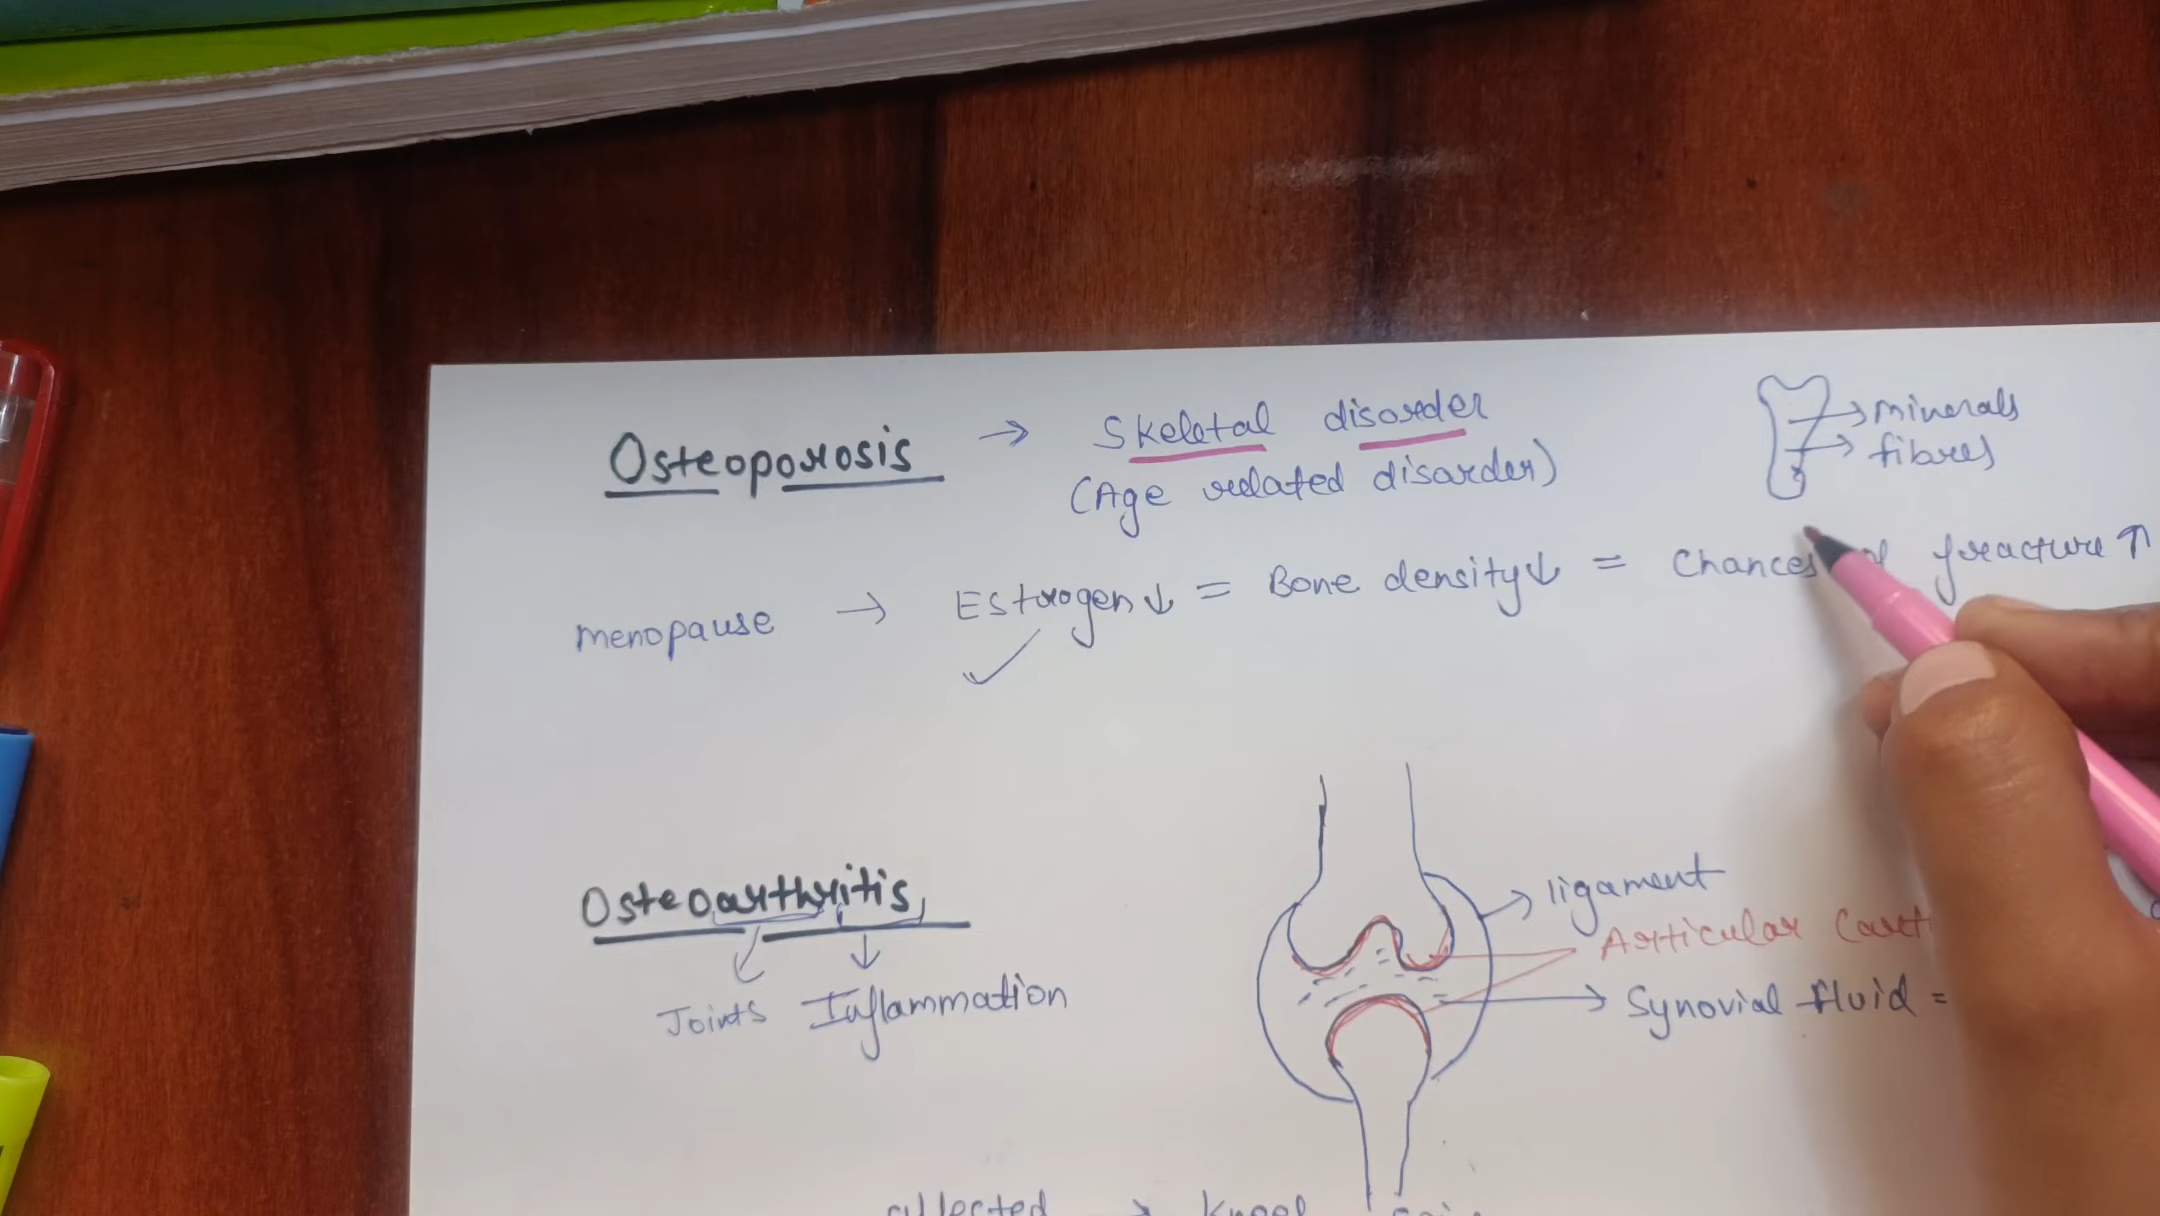 Osteoporosis → Skeletal disorder
(Age related disorder)
minerals
fibres
menopause → Estrogen↓ = Bone density↓ = Chances of fracture↑
Osteoarthritis
Joints Inflammation
ligament
Articular
Synovial fluid =